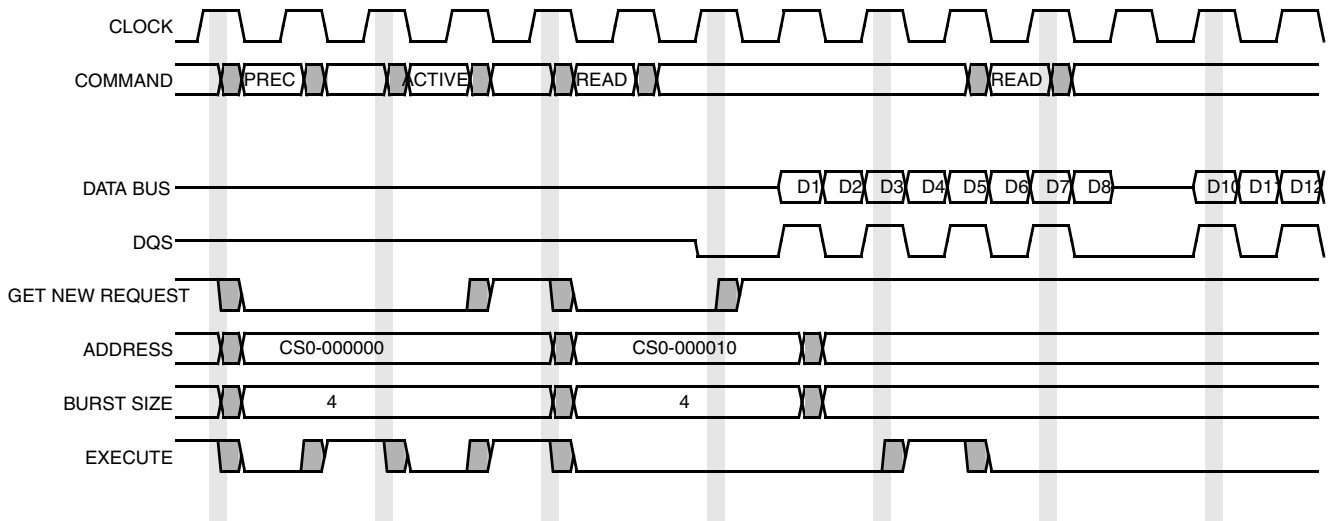 CLOCK
COMMAND PREC ACTIVE READ READ
DATA BUS D1 D2 D3 D4 D5 D6 D7 D8 D10 D11 D12
DQS
GET NEW REQUEST
ADDRESS CS0-000000 CS0-000010
BURST SIZE 4 4
EXECUTE